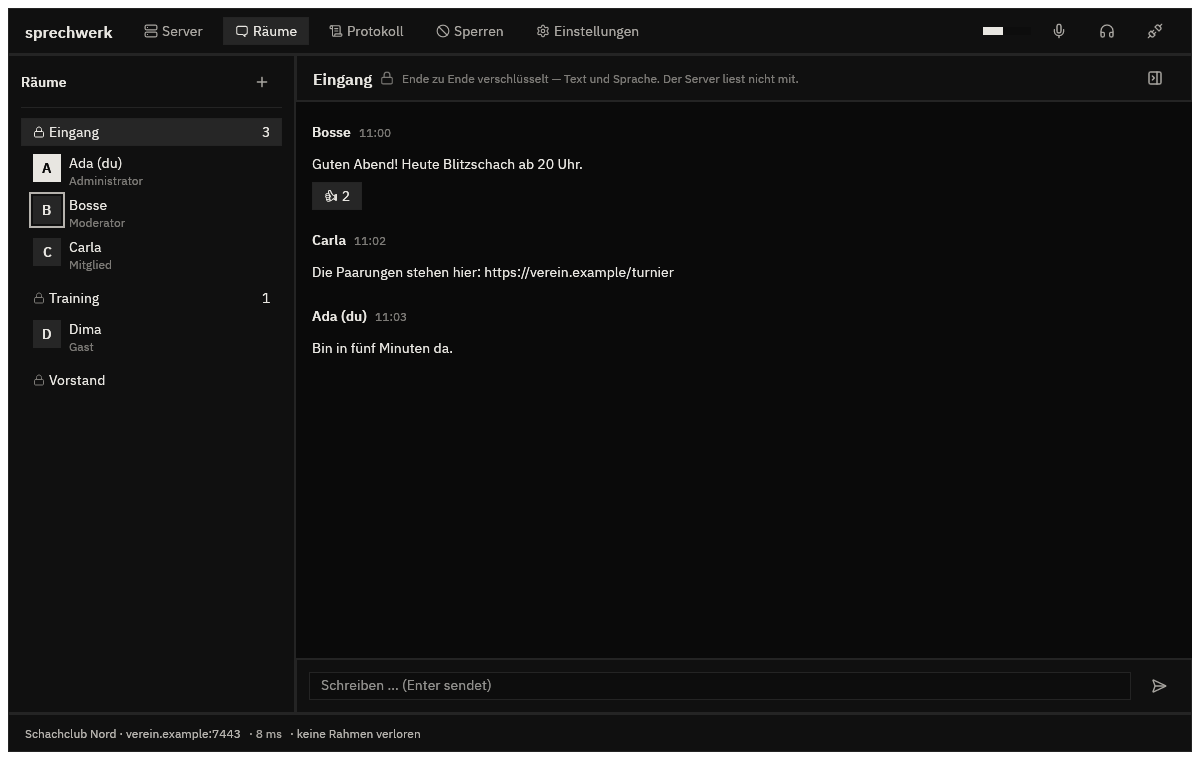 sprechwerk Server Räume Protokoll Sperren Einstellungen
Räume
Eingang 3
A Ada (du)
Administrator
B Bosse
Moderator
C Carla
Mitglied
Training 1
D Dima
Gast
Vorstand
Eingang Ende zu Ende verschlüsselt — Text und Sprache. Der Server liest nicht mit.
Bosse 11:00
Guten Abend! Heute Blitzschach ab 20 Uhr.
👍 2
Carla 11:02
Die Paarungen stehen hier: https://verein.example/turnier
Ada (du) 11:03
Bin in fünf Minuten da.
Schreiben … (Enter sendet)
Schachclub Nord · verein.example:7443 · 8 ms · keine Rahmen verloren